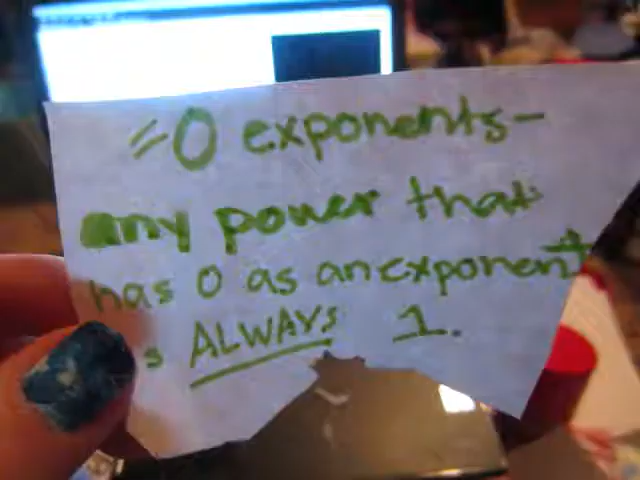 =0 exponents-
any power that
has 0 as an exponent
is ALWAYS 1.